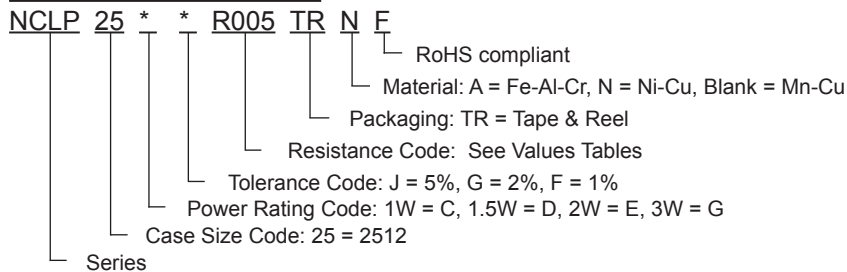 NCLP 25 * * R005 TR N F
RoHS compliant
Material: A = Fe-Al-Cr, N = Ni-Cu, Blank = Mn-Cu
Packaging: TR = Tape & Reel
Resistance Code: See Values Tables
Tolerance Code: J = 5%, G = 2%, F = 1%
Power Rating Code: 1W = C, 1.5W = D, 2W = E, 3W = G
Case Size Code: 25 = 2512
Series